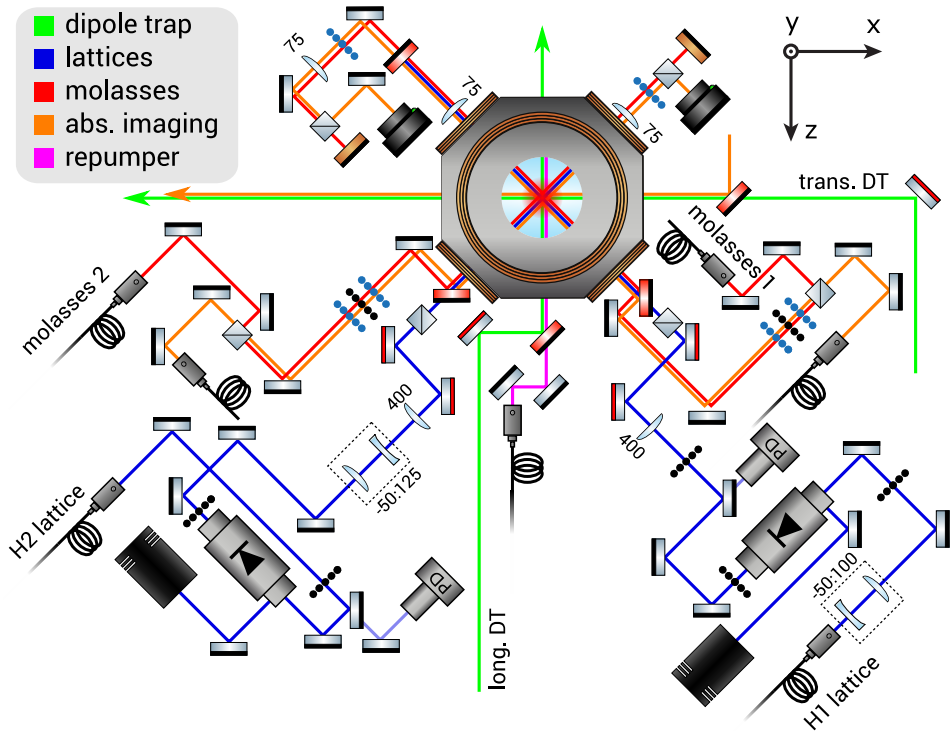 dipole trap
lattices
molasses
abs. imaging
repumper
75
75
75
y
x
z
trans. DT
molasses 1
molasses 2
400
400
-50:125
PD
H2 lattice
PD
-50:100
long. DT
H1 lattice